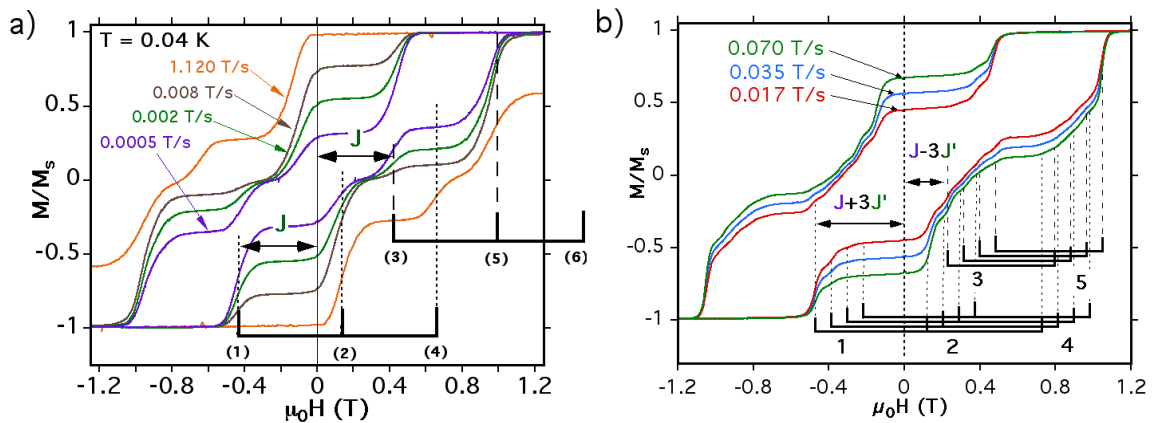 a)
T = 0.04 K
1.120 T/s
0.008 T/s
0.002 T/s
0.0005 T/s
J
J
(1)
(2)
(3)
(4)
(5)
(6)
M/Ms
1
0.5
0
-0.5
-1
-1.2
-0.8
-0.4
0
0.4
0.8
1.2
μ0H (T)
b)
0.070 T/s
0.035 T/s
0.017 T/s
J-3J'
J+3J'
3
5
1
2
4
M/Ms
1
0.5
0
-0.5
-1
-1.2
-0.8
-0.4
0
0.4
0.8
1.2
μ0H (T)